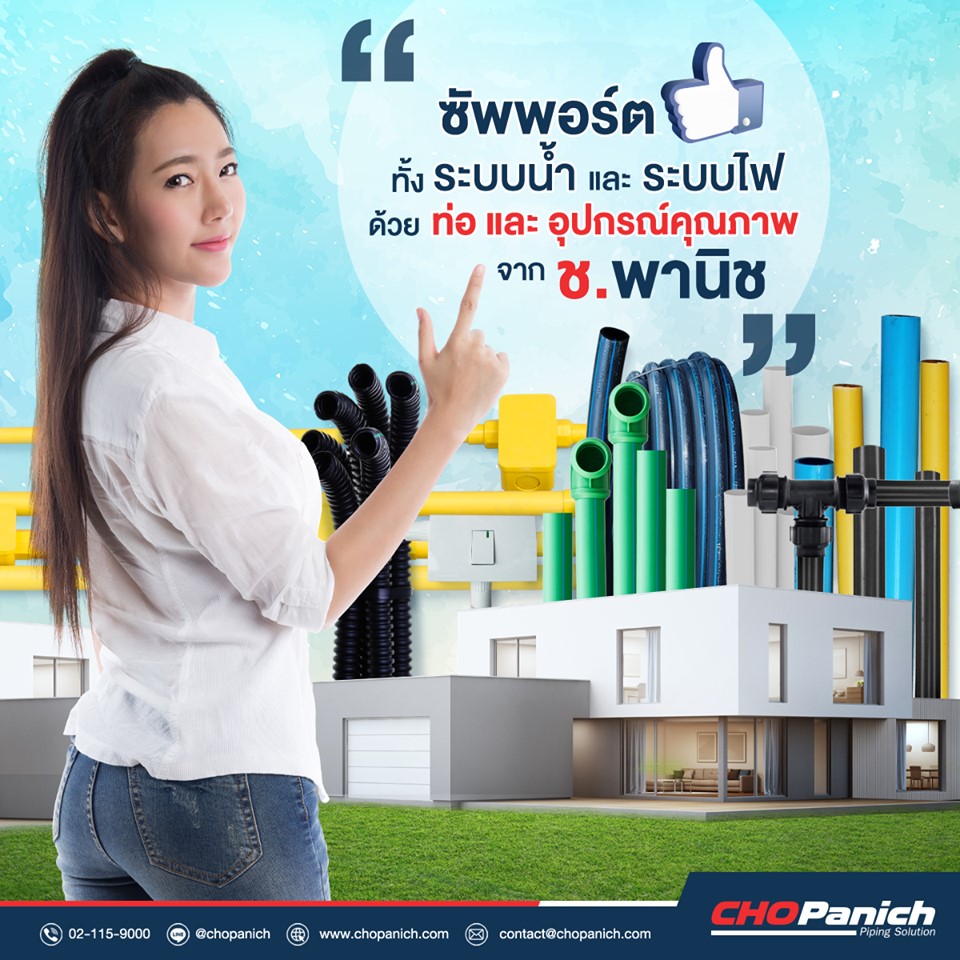 ซัพพอร์ต
ทั้ง ระบบน้ำ และ ระบบไฟ
ด้วย ท่อ และ อุปกรณ์คุณภาพ
จาก ช.พานิช
CHOPanich
Piping Solution
02-115-9000 LINE @chopanich www.chopanich.com contact@chopanich.com